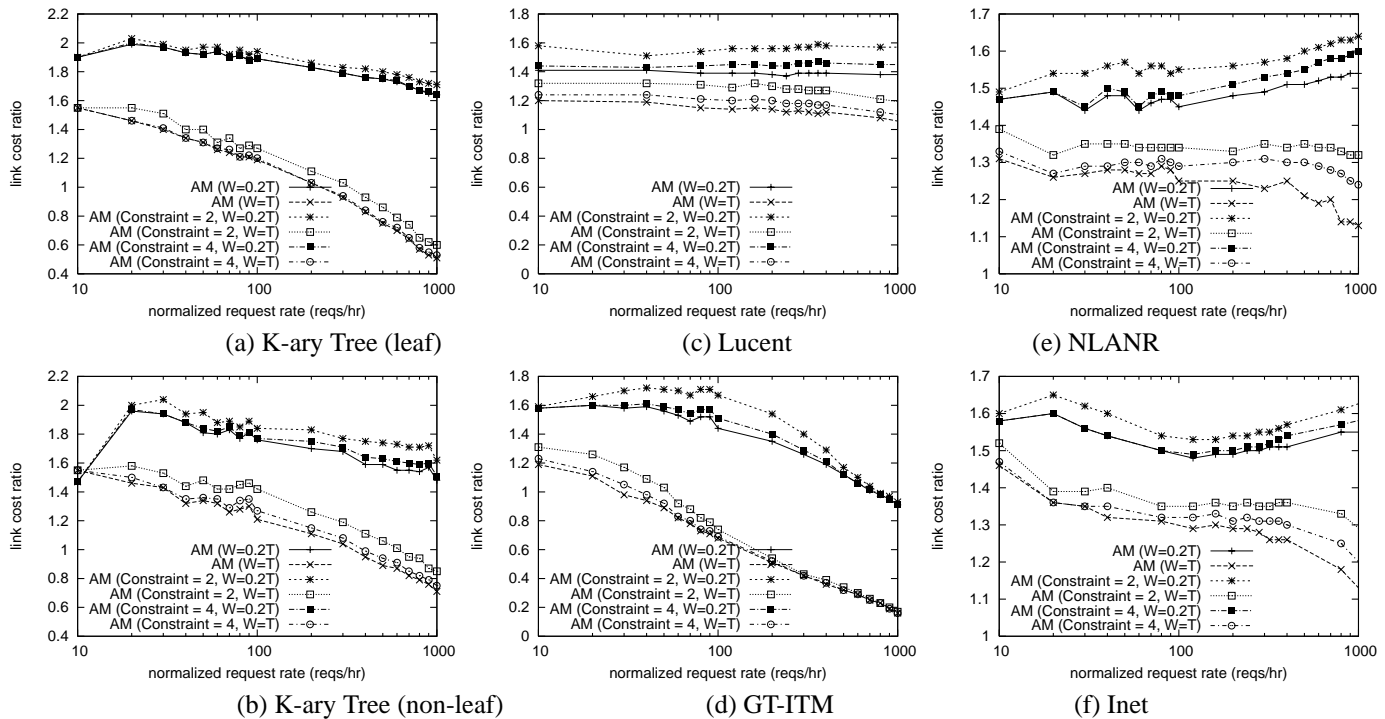 2.2
2
1.8
1.6
1.4
1.2
1
0.8
0.6
0.4
link cost ratio
AM (W=0.2T)
AM (W=T)
AM (Constraint = 2, W=0.2T)
AM (Constraint = 2, W=T)
AM (Constraint = 4, W=0.2T)
AM (Constraint = 4, W=T)
10 100 1000
normalized request rate (reqs/hr)
(a) K-ary Tree (leaf)
1.8
1.6
1.4
1.2
1
0.8
0.6
0.4
0.2
0
link cost ratio
AM (W=0.2T)
AM (W=T)
AM (Constraint = 2, W=0.2T)
AM (Constraint = 2, W=T)
AM (Constraint = 4, W=0.2T)
AM (Constraint = 4, W=T)
10 100 1000
normalized request rate (reqs/hr)
(c) Lucent
1.7
1.6
1.5
1.4
1.3
1.2
1.1
1
link cost ratio
AM (W=0.2T)
AM (W=T)
AM (Constraint = 2, W=0.2T)
AM (Constraint = 2, W=T)
AM (Constraint = 4, W=0.2T)
AM (Constraint = 4, W=T)
10 100 1000
normalized request rate (reqs/hr)
(e) NLANR
2.2
2
1.8
1.6
1.4
1.2
1
0.8
0.6
0.4
link cost ratio
AM (W=0.2T)
AM (W=T)
AM (Constraint = 2, W=0.2T)
AM (Constraint = 2, W=T)
AM (Constraint = 4, W=0.2T)
AM (Constraint = 4, W=T)
10 100 1000
normalized request rate (reqs/hr)
(b) K-ary Tree (non-leaf)
1.8
1.6
1.4
1.2
1
0.8
0.6
0.4
0.2
0
link cost ratio
AM (W=0.2T)
AM (W=T)
AM (Constraint = 2, W=0.2T)
AM (Constraint = 2, W=T)
AM (Constraint = 4, W=0.2T)
AM (Constraint = 4, W=T)
10 100 1000
normalized request rate (reqs/hr)
(d) GT-ITM
1.7
1.6
1.5
1.4
1.3
1.2
1.1
1
link cost ratio
AM (W=0.2T)
AM (W=T)
AM (Constraint = 2, W=0.2T)
AM (Constraint = 2, W=T)
AM (Constraint = 4, W=0.2T)
AM (Constraint = 4, W=T)
10 100 1000
normalized request rate (reqs/hr)
(f) Inet